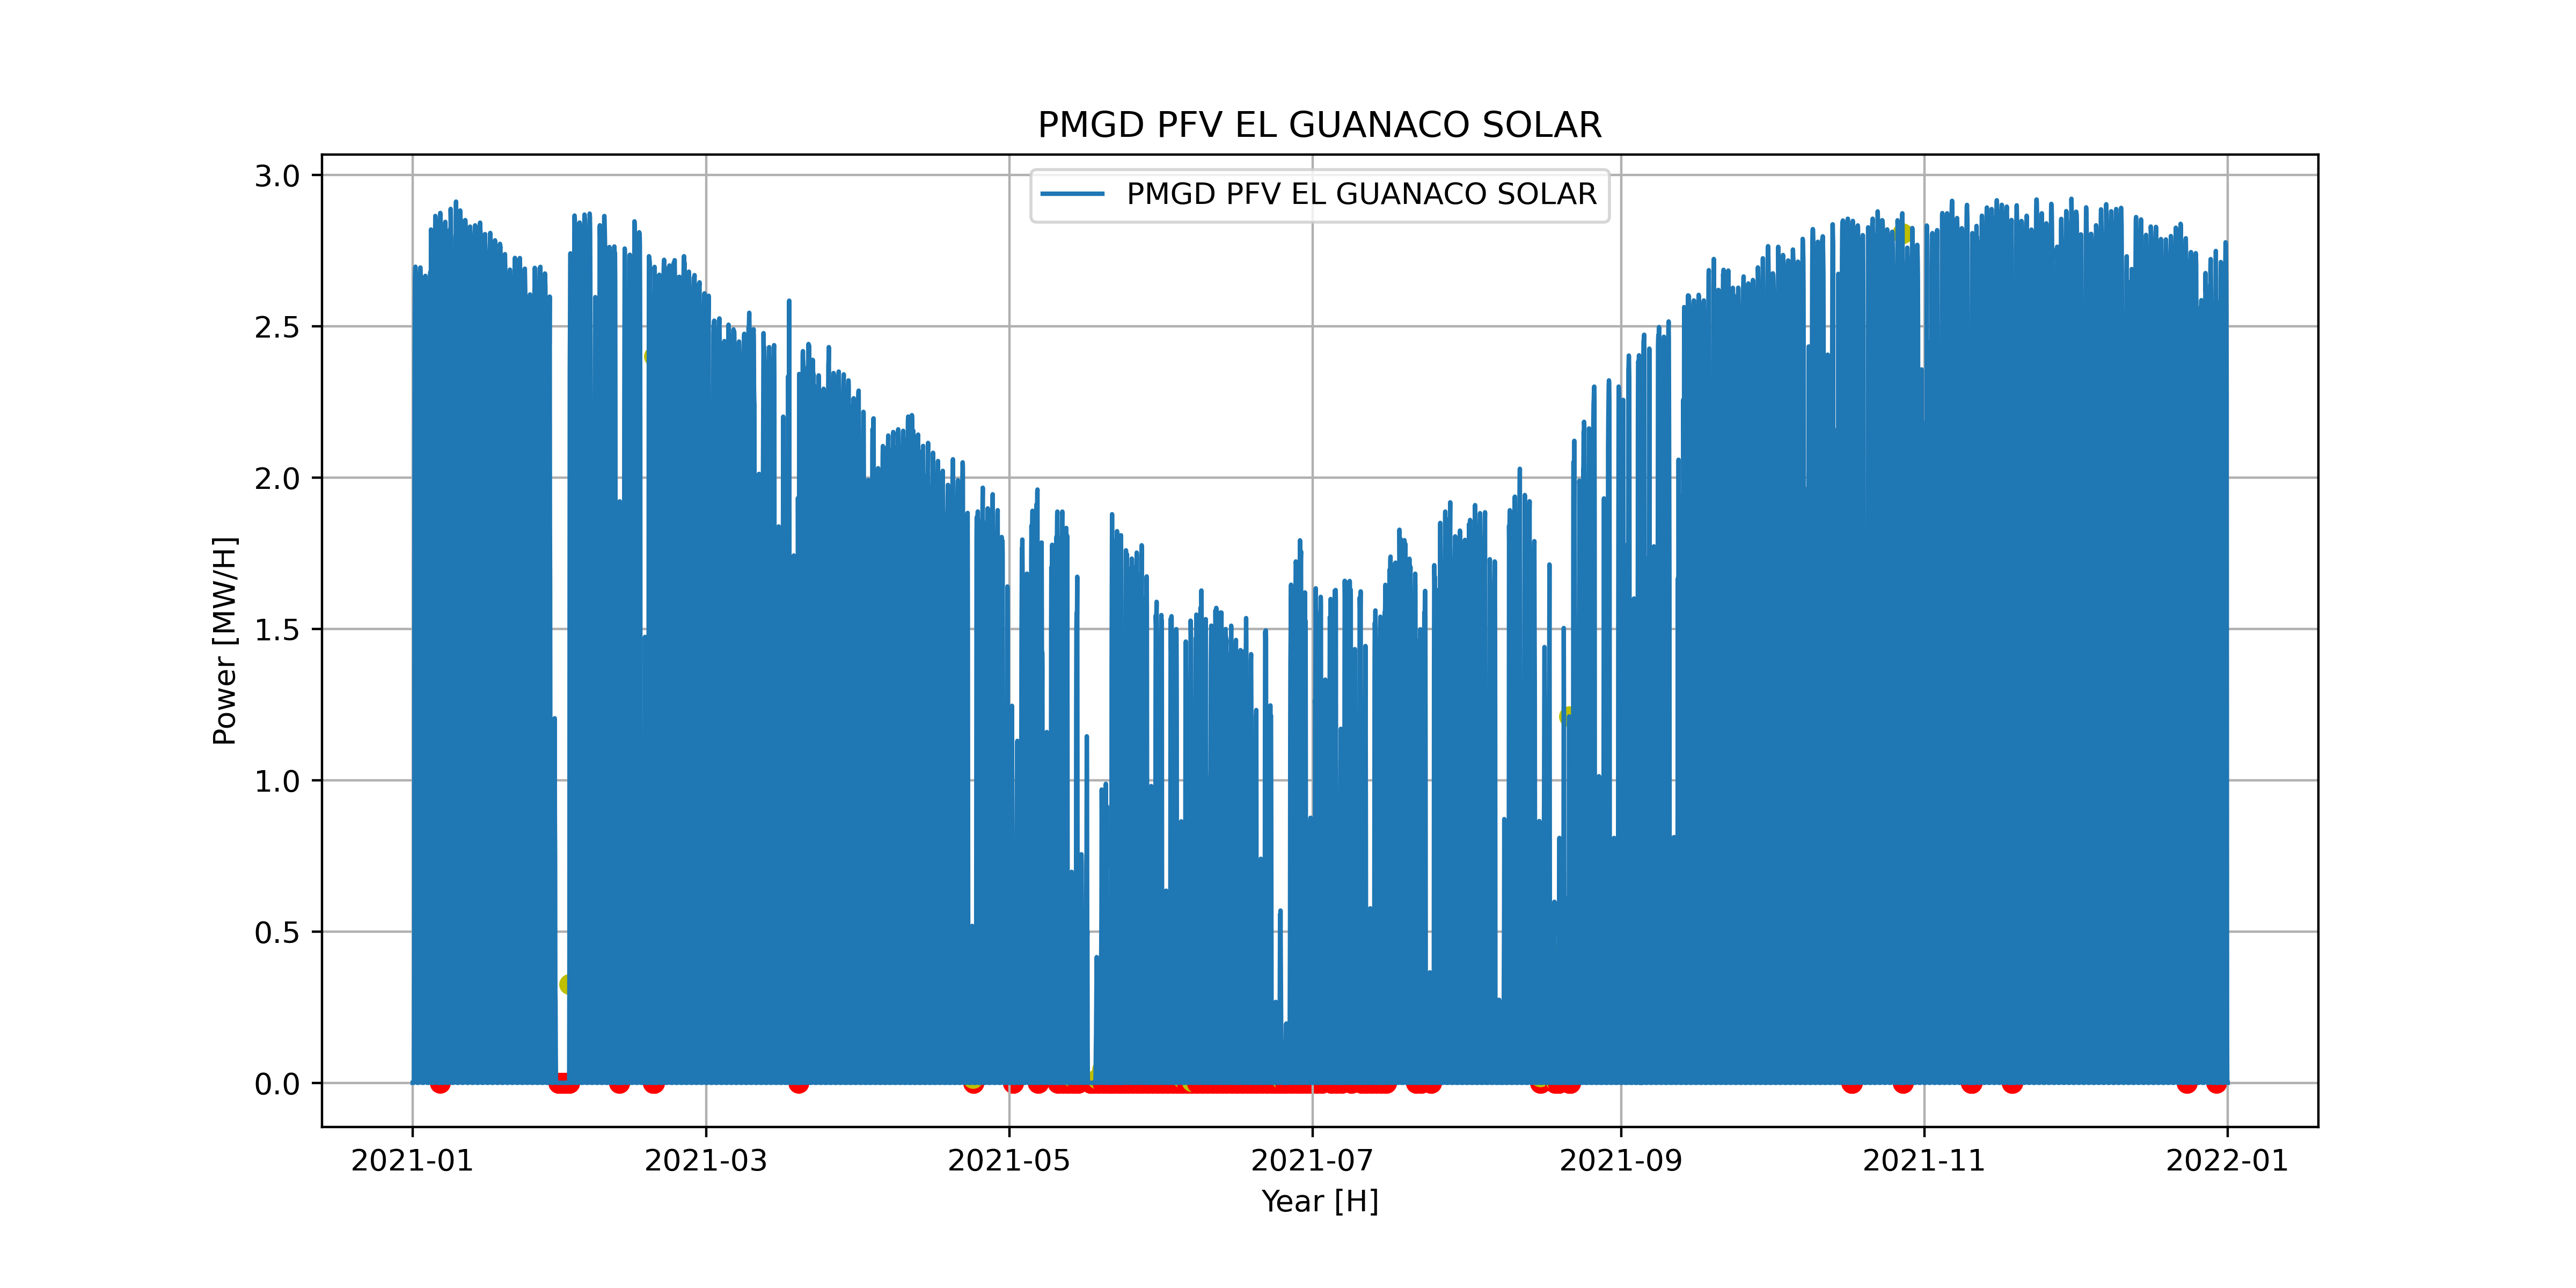 PMGD PFV EL GUANACO SOLAR
PMGD PFV EL GUANACO SOLAR
3.0
2.5
2.0
1.5
1.0
0.5
0.0
Power [MW/H]
2021-01 2021-03 2021-05 2021-07 2021-09 2021-11 2022-01
Year [H]